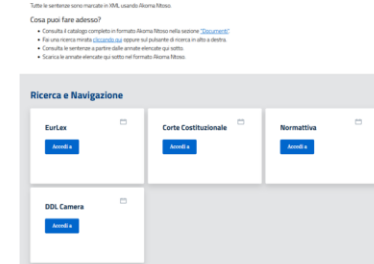 Tutte le sentenze sono marcate in XML usando Akoma Ntoso.
Cosa puoi fare adesso?
• Consulta il catalogo completo in formato Akoma Ntoso nella sezione "Documenti".
• Fai una ricerca mirata cliccando qui oppure sul pulsante di ricerca in alto a destra.
• Consulta le sentenze a partire dalle annate elencate qui sotto.
• Scarica le annate elencate qui sotto nel formato Akoma Ntoso.
Ricerca e Navigazione
EurLex
Corte Costituzionale
Normattiva
Accedi a
Accedi a
Accedi a
DDL Camera
Accedi a